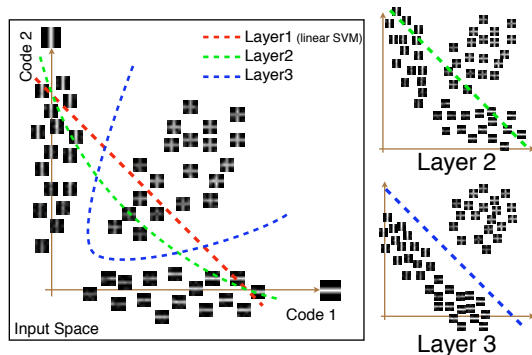 Code 2
Layer1 (linear SVM)
Layer2
Layer3
Code 1
Input Space
Layer 2
Layer 3